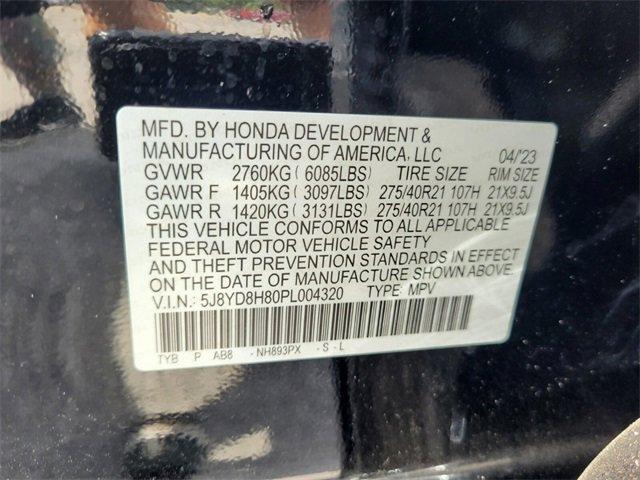 MFD. BY HONDA DEVELOPMENT &
MANUFACTURING OF AMERICA, LLC 04/'23
GVWR 2760KG ( 6085LBS) TIRE SIZE RIM SIZE
GAWR F 1405KG ( 3097LBS) 275/40R21 107H 21X9.5J
GAWR R 1420KG ( 3131LBS) 275/40R21 107H 21X9.5J
THIS VEHICLE CONFORMS TO ALL APPLICABLE
FEDERAL MOTOR VEHICLE SAFETY
AND THEFT PREVENTION STANDARDS IN EFFECT
ON THE DATE OF MANUFACTURE SHOWN ABOVE.
V.I.N.: 5J8YD8H80PL004320 TYPE: MPV
TYB P AB8 - NH893PX - S - L